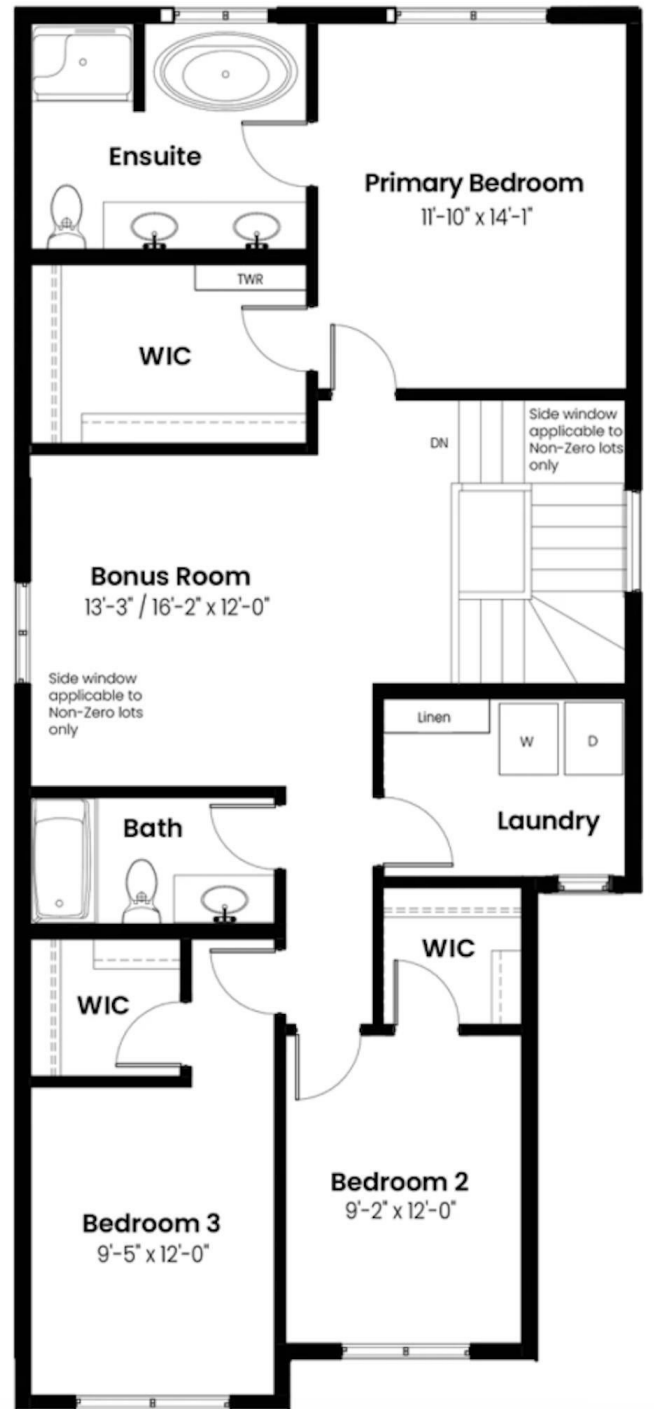 Ensuite
Primary Bedroom
11'-10" x 14'-1"
TWR
WIC
DN
Side window
applicable to
Non-Zero lots
only
Bonus Room
13'-3" / 16'-2" x 12'-0"
Side window
applicable to
Non-Zero lots
only
Linen
W
D
Laundry
Bath
WIC
WIC
Bedroom 2
9'-2" x 12'-0"
Bedroom 3
9'-5" x 12'-0"